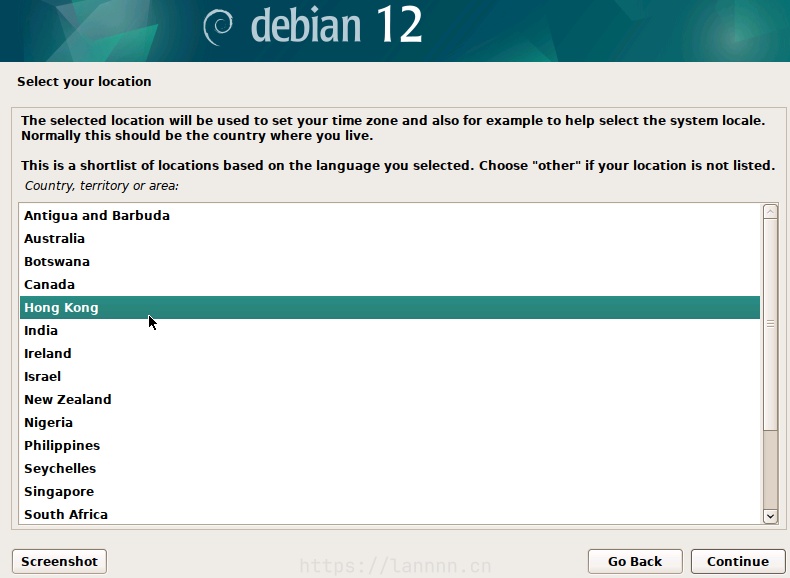 debian 12
Select your location
The selected location will be used to set your time zone and also for example to help select the system locale.
Normally this should be the country where you live.
This is a shortlist of locations based on the language you selected. Choose "other" if your location is not listed.
Country, territory or area:
Antigua and Barbuda
Australia
Botswana
Canada
Hong Kong
India
Ireland
Israel
New Zealand
Nigeria
Philippines
Seychelles
Singapore
South Africa
Screenshot
https://lannnn.cn
Go Back
Continue